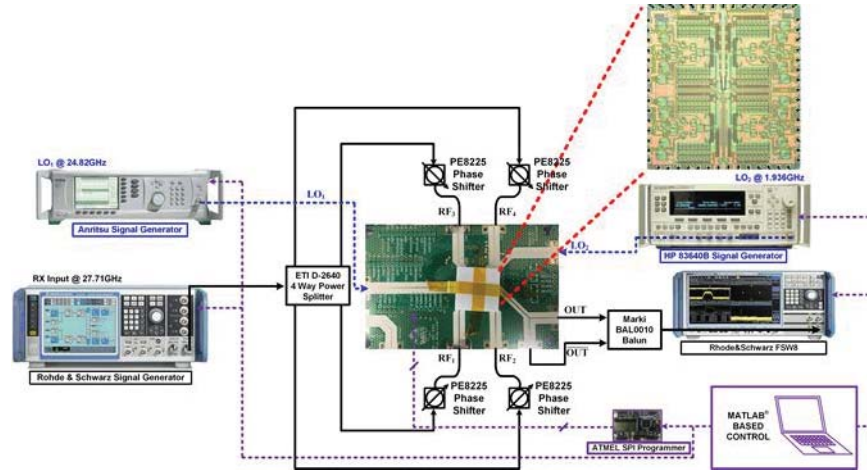 LO₁ @ 24.82GHz
Anritsu Signal Generator
RX Input @ 27.71GHz
Rohde & Schwarz Signal Generator
LO₁
ETI D-2640
4 Way Power
Splitter
PE8225
Phase
Shifter
PE8225
Phase
Shifter
RF₃
RF₄
LO₂
LO₂ @ 1.936GHz
HP 83640B Signal Generator
OUT
OUT
Marki
BAL0010
Balun
Rhode&Schwarz FSW8
RF₁
RF₂
PE8225
Phase
Shifter
PE8225
Phase
Shifter
ATMEL SPI Programmer
MATLAB®
BASED
CONTROL